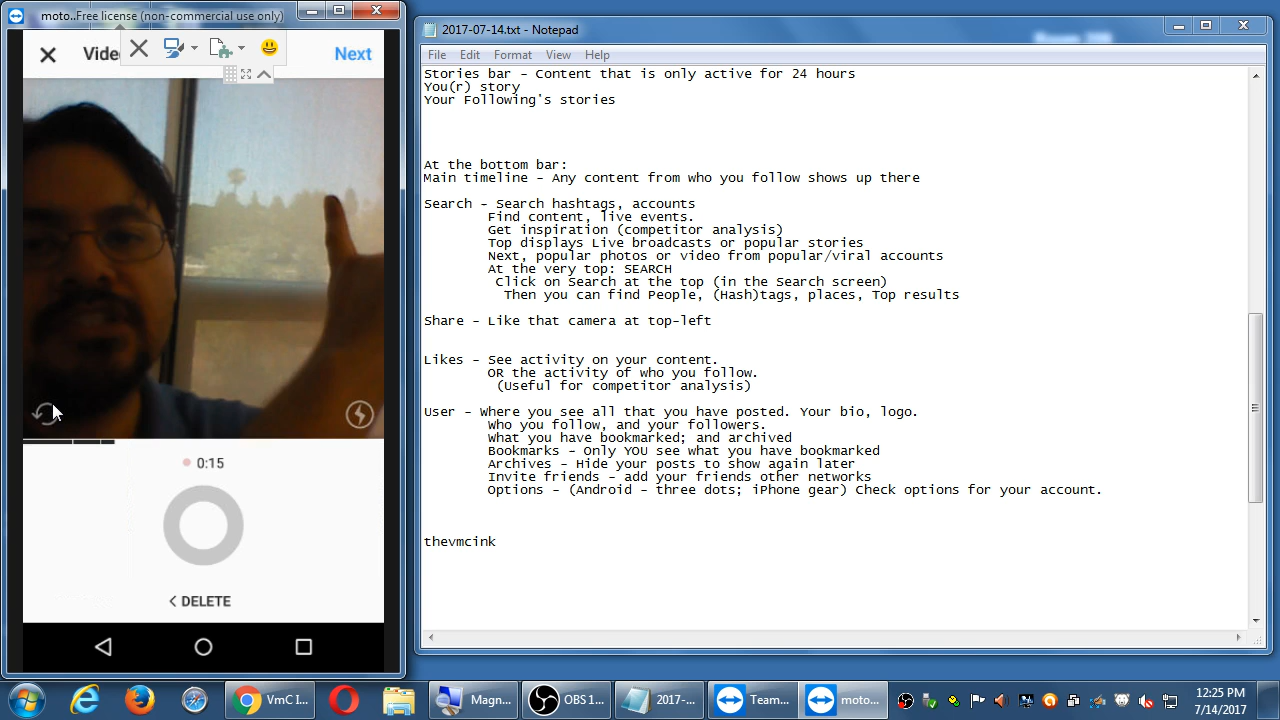 moto..Free license (non-commercial use only)
Vide
Next
0:15
< DELETE
2017-07-14.txt - Notepad
File Edit Format View Help
Stories bar - Content that is only active for 24 hours
You(r) story
Your Following's stories
At the bottom bar:
Main timeline - Any content from who you follow shows up there
Search - Search hashtags, accounts
Find content, live events.
Get inspiration (competitor analysis)
Top displays Live broadcasts or popular stories
Next, popular photos or video from popular/viral accounts
At the very top: SEARCH
Click on Search at the top (in the Search screen)
Then you can find People, (Hash)tags, places, Top results
Share - Like that camera at top-left
Likes - See activity on your content.
OR the activity of who you follow.
(Useful for competitor analysis)
User - Where you see all that you have posted. Your bio, logo.
Who you follow, and your followers.
What you have bookmarked; and archived
Bookmarks - Only YOU see what you have bookmarked
Archives - Hide your posts to show again later
Invite friends - add your friends other networks
Options - (Android - three dots; iPhone gear) Check options for your account.
thevmcink
VmC I... Magn... OBS 1... 2017-... Team... moto...
12:25 PM
7/14/2017